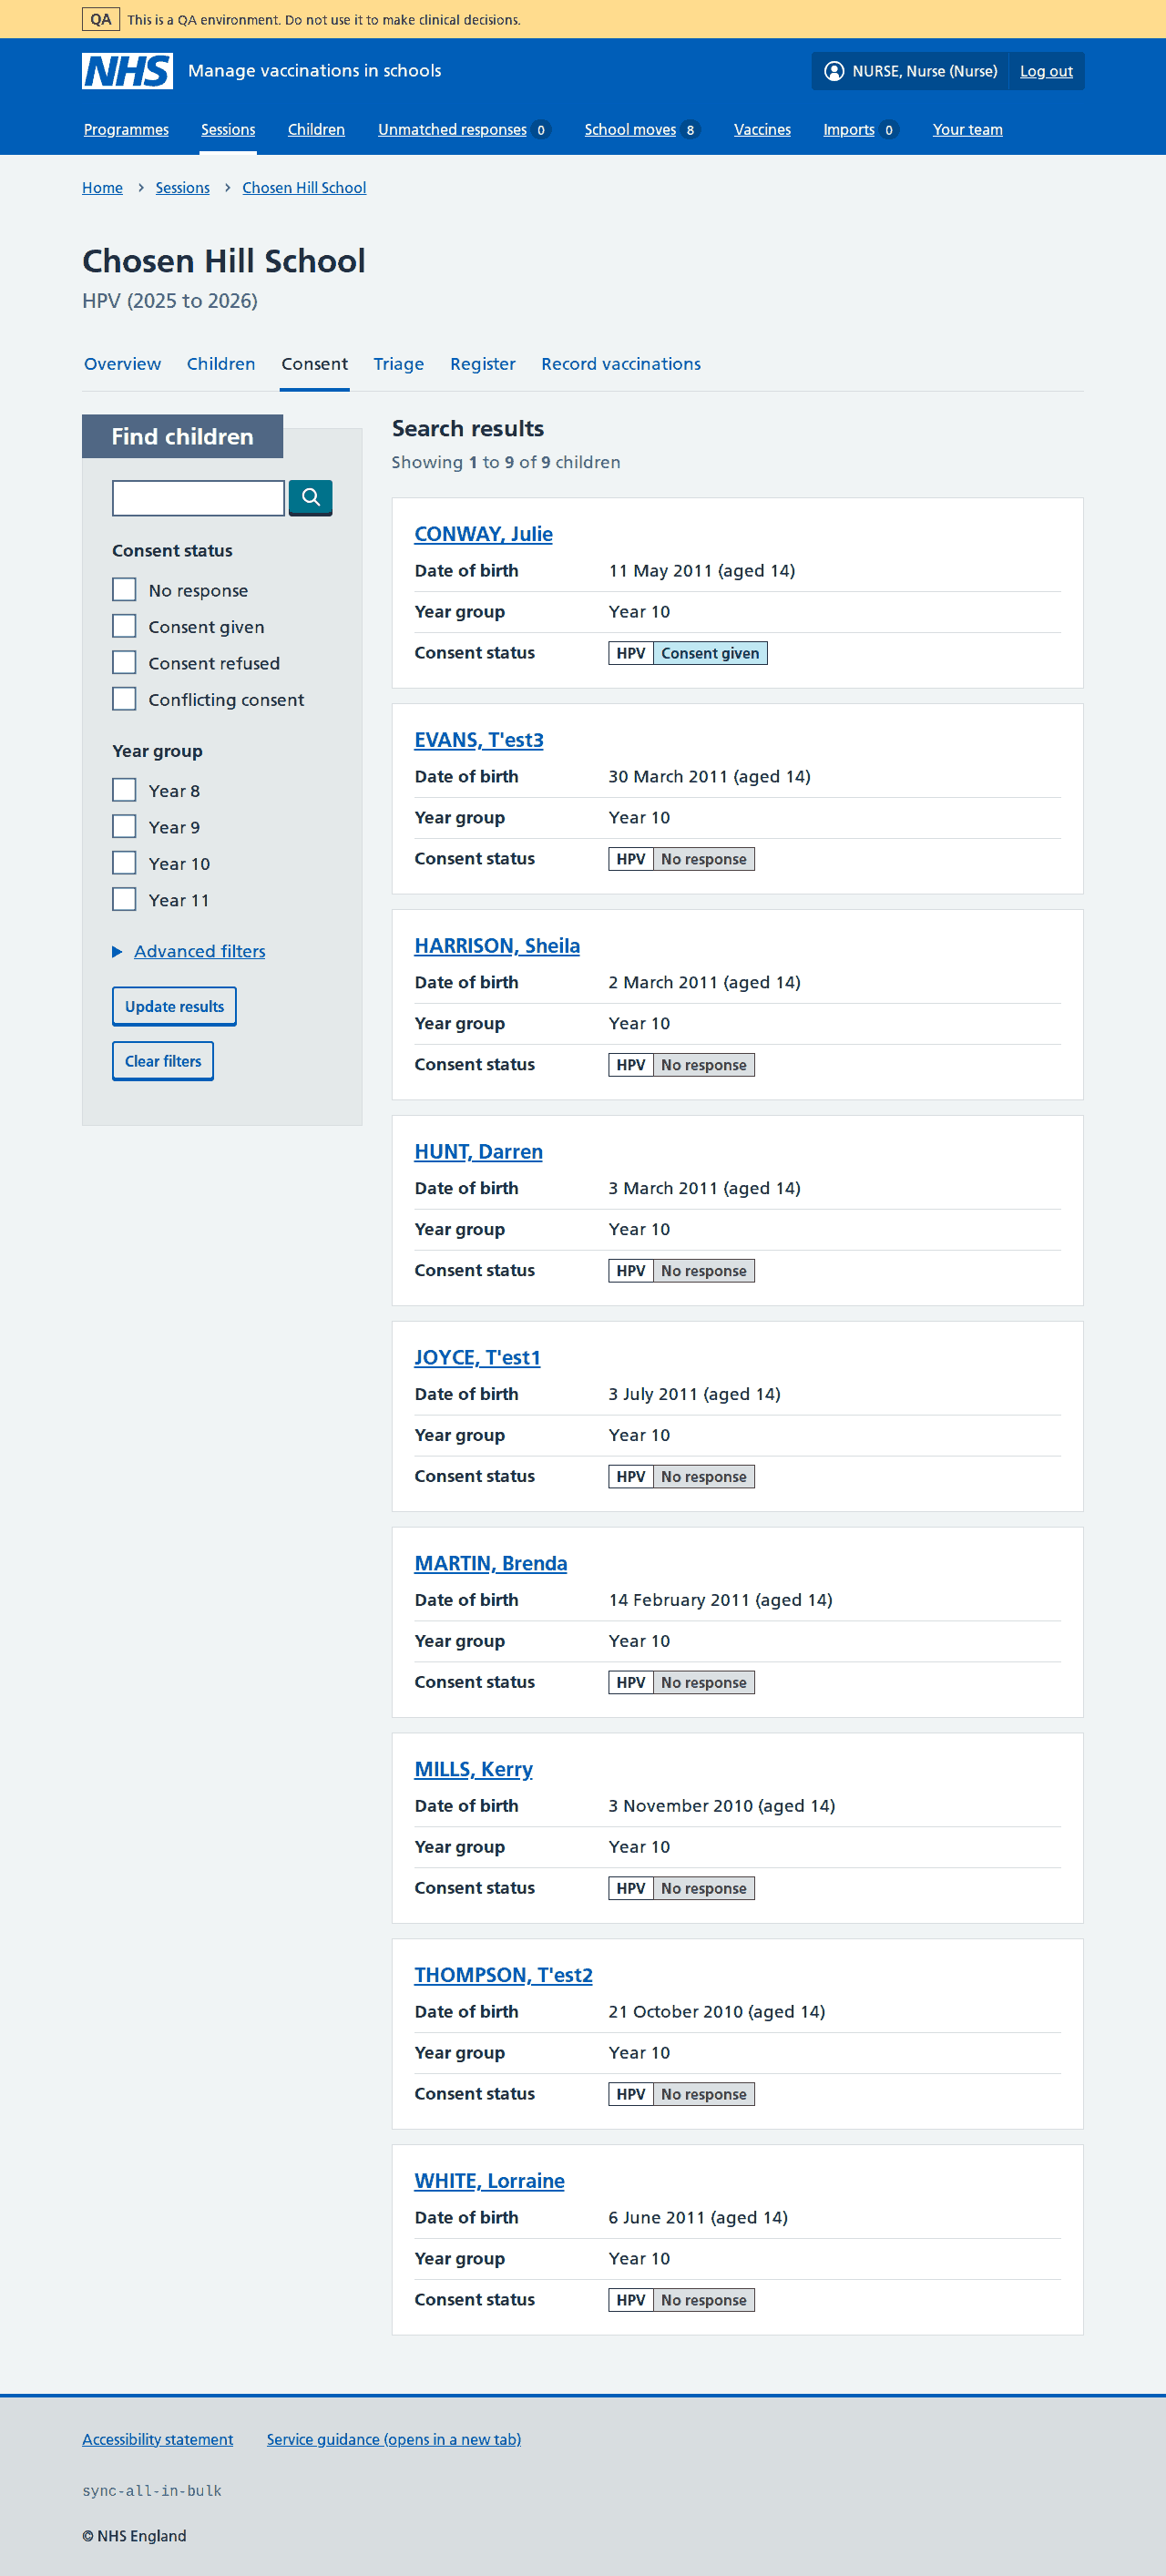 QA This is a QA environment. Do not use it to make clinical decisions.
NHS Manage vaccinations in schools NURSE, Nurse (Nurse) Log out
Programmes Sessions Children Unmatched responses 0 School moves 8 Vaccines Imports 0 Your team
Home Sessions Chosen Hill School
Chosen Hill School
HPV (2025 to 2026)
Overview Children Consent Triage Register Record vaccinations
Find children
Consent status
No response
Consent given
Consent refused
Conflicting consent
Year group
Year 8
Year 9
Year 10
Year 11
Advanced filters
Update results
Clear filters
Search results
Showing 1 to 9 of 9 children
CONWAY, Julie
Date of birth 11 May 2011 (aged 14)
Year group Year 10
Consent status HPV Consent given
EVANS, T'est3
Date of birth 30 March 2011 (aged 14)
Year group Year 10
Consent status HPV No response
HARRISON, Sheila
Date of birth 2 March 2011 (aged 14)
Year group Year 10
Consent status HPV No response
HUNT, Darren
Date of birth 3 March 2011 (aged 14)
Year group Year 10
Consent status HPV No response
JOYCE, T'est1
Date of birth 3 July 2011 (aged 14)
Year group Year 10
Consent status HPV No response
MARTIN, Brenda
Date of birth 14 February 2011 (aged 14)
Year group Year 10
Consent status HPV No response
MILLS, Kerry
Date of birth 3 November 2010 (aged 14)
Year group Year 10
Consent status HPV No response
THOMPSON, T'est2
Date of birth 21 October 2010 (aged 14)
Year group Year 10
Consent status HPV No response
WHITE, Lorraine
Date of birth 6 June 2011 (aged 14)
Year group Year 10
Consent status HPV No response
Accessibility statement Service guidance (opens in a new tab)
sync-all-in-bulk
© NHS England